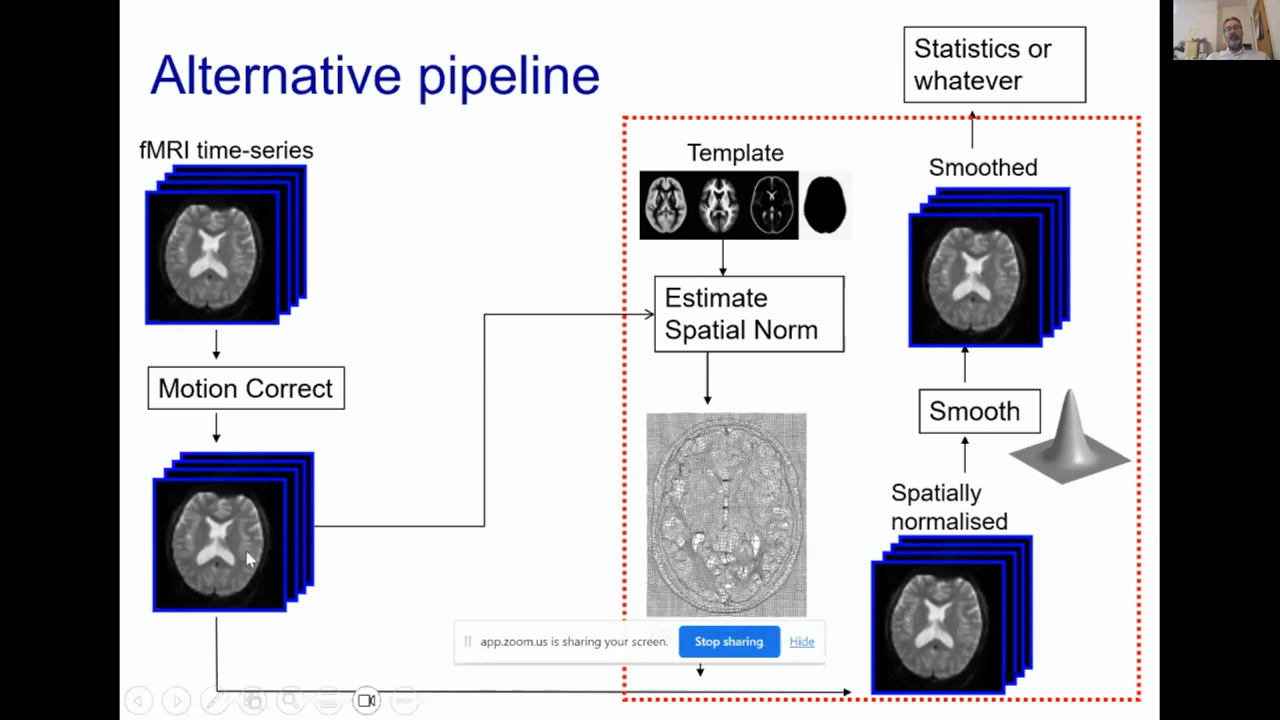 Alternative pipeline
fMRI time-series
Motion Correct
Template
Estimate
Spatial Norm
Statistics or
whatever
Smoothed
Smooth
Spatially
normalised
app.zoom.us is sharing your screen.
Stop sharing
Hide